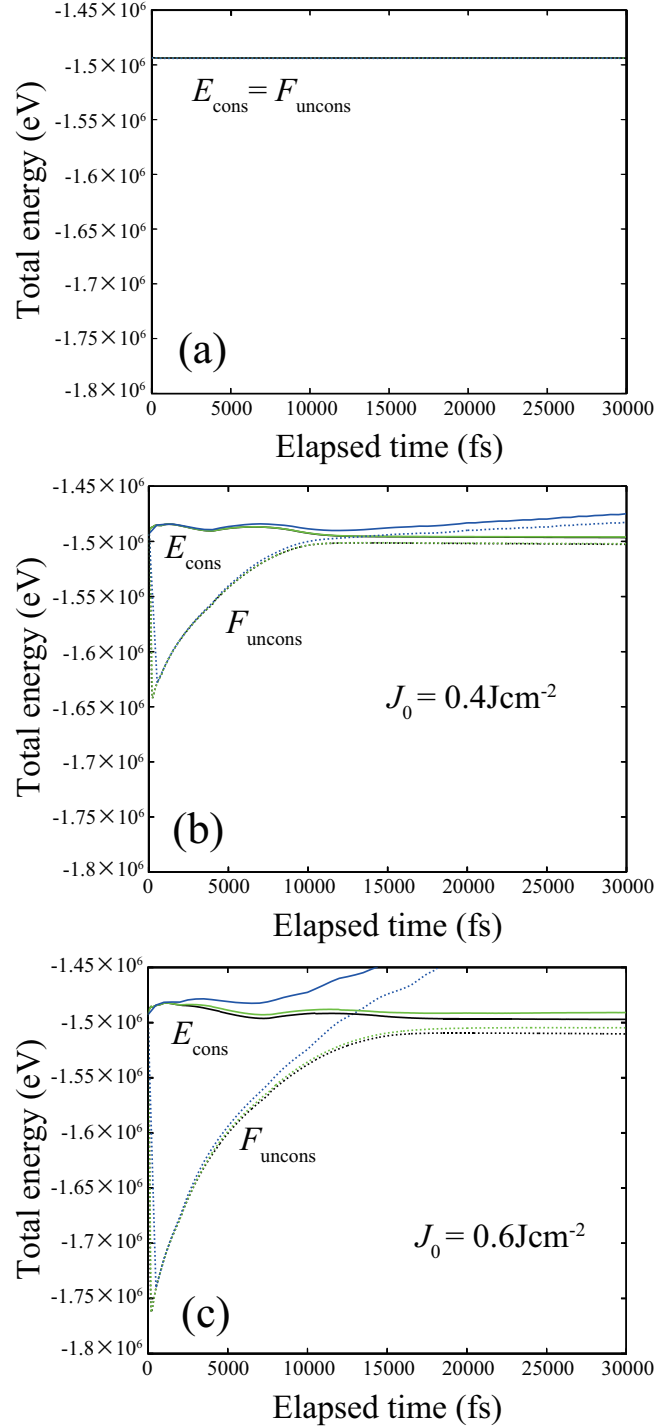 -1.45×10⁶
-1.5×10⁶
-1.55×10⁶
-1.6×10⁶
-1.65×10⁶
-1.7×10⁶
-1.75×10⁶
-1.8×10⁶
Total energy (eV)
E_cons = F_uncons
(a)
0 5000 10000 15000 20000 25000 30000
Elapsed time (fs)
-1.45×10⁶
-1.5×10⁶
-1.55×10⁶
-1.6×10⁶
-1.65×10⁶
-1.7×10⁶
-1.75×10⁶
-1.8×10⁶
Total energy (eV)
E_cons
F_uncons
J₀ = 0.4Jcm⁻²
(b)
0 5000 10000 15000 20000 25000 30000
Elapsed time (fs)
-1.45×10⁶
-1.5×10⁶
-1.55×10⁶
-1.6×10⁶
-1.65×10⁶
-1.7×10⁶
-1.75×10⁶
-1.8×10⁶
Total energy (eV)
E_cons
F_uncons
J₀ = 0.6Jcm⁻²
(c)
0 5000 10000 15000 20000 25000 30000
Elapsed time (fs)